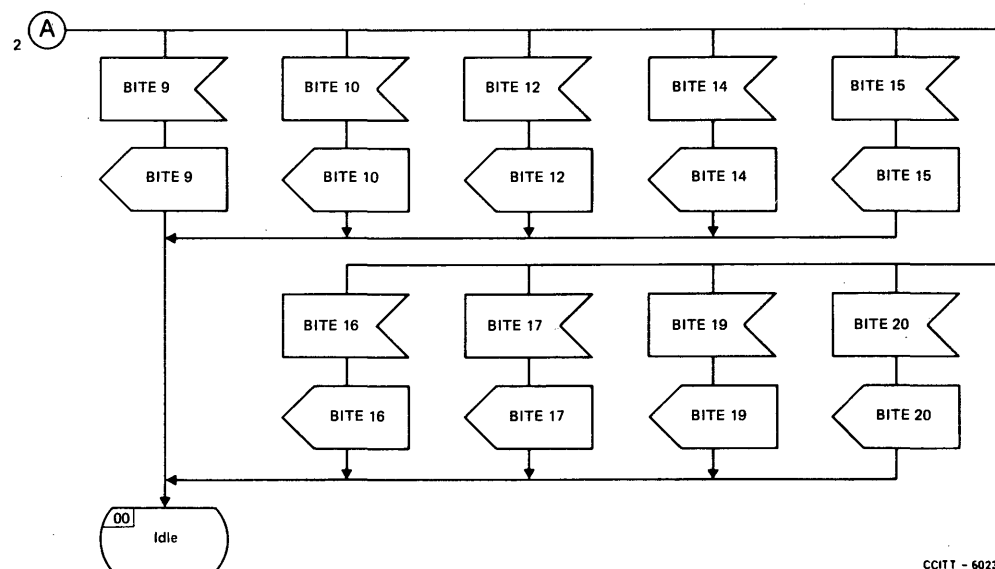 2 A
BITE 9 BITE 10 BITE 12 BITE 14 BITE 15
BITE 9 BITE 10 BITE 12 BITE 14 BITE 15
BITE 16 BITE 17 BITE 19 BITE 20
BITE 16 BITE 17 BITE 19 BITE 20
00
Idle
CCITT - 6023